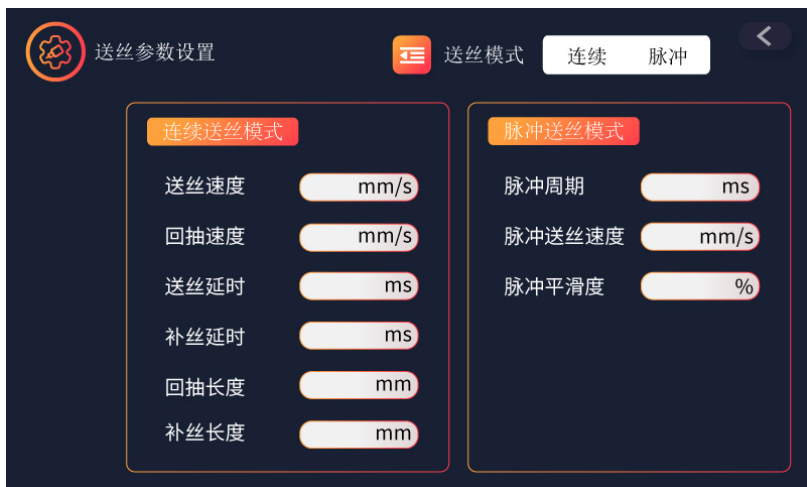 送丝参数设置
送丝模式 连续 脉冲
连续送丝模式
送丝速度 mm/s
回抽速度 mm/s
送丝延时 ms
补丝延时 ms
回抽长度 mm
补丝长度 mm
脉冲送丝模式
脉冲周期 ms
脉冲送丝速度 mm/s
脉冲平滑度 %